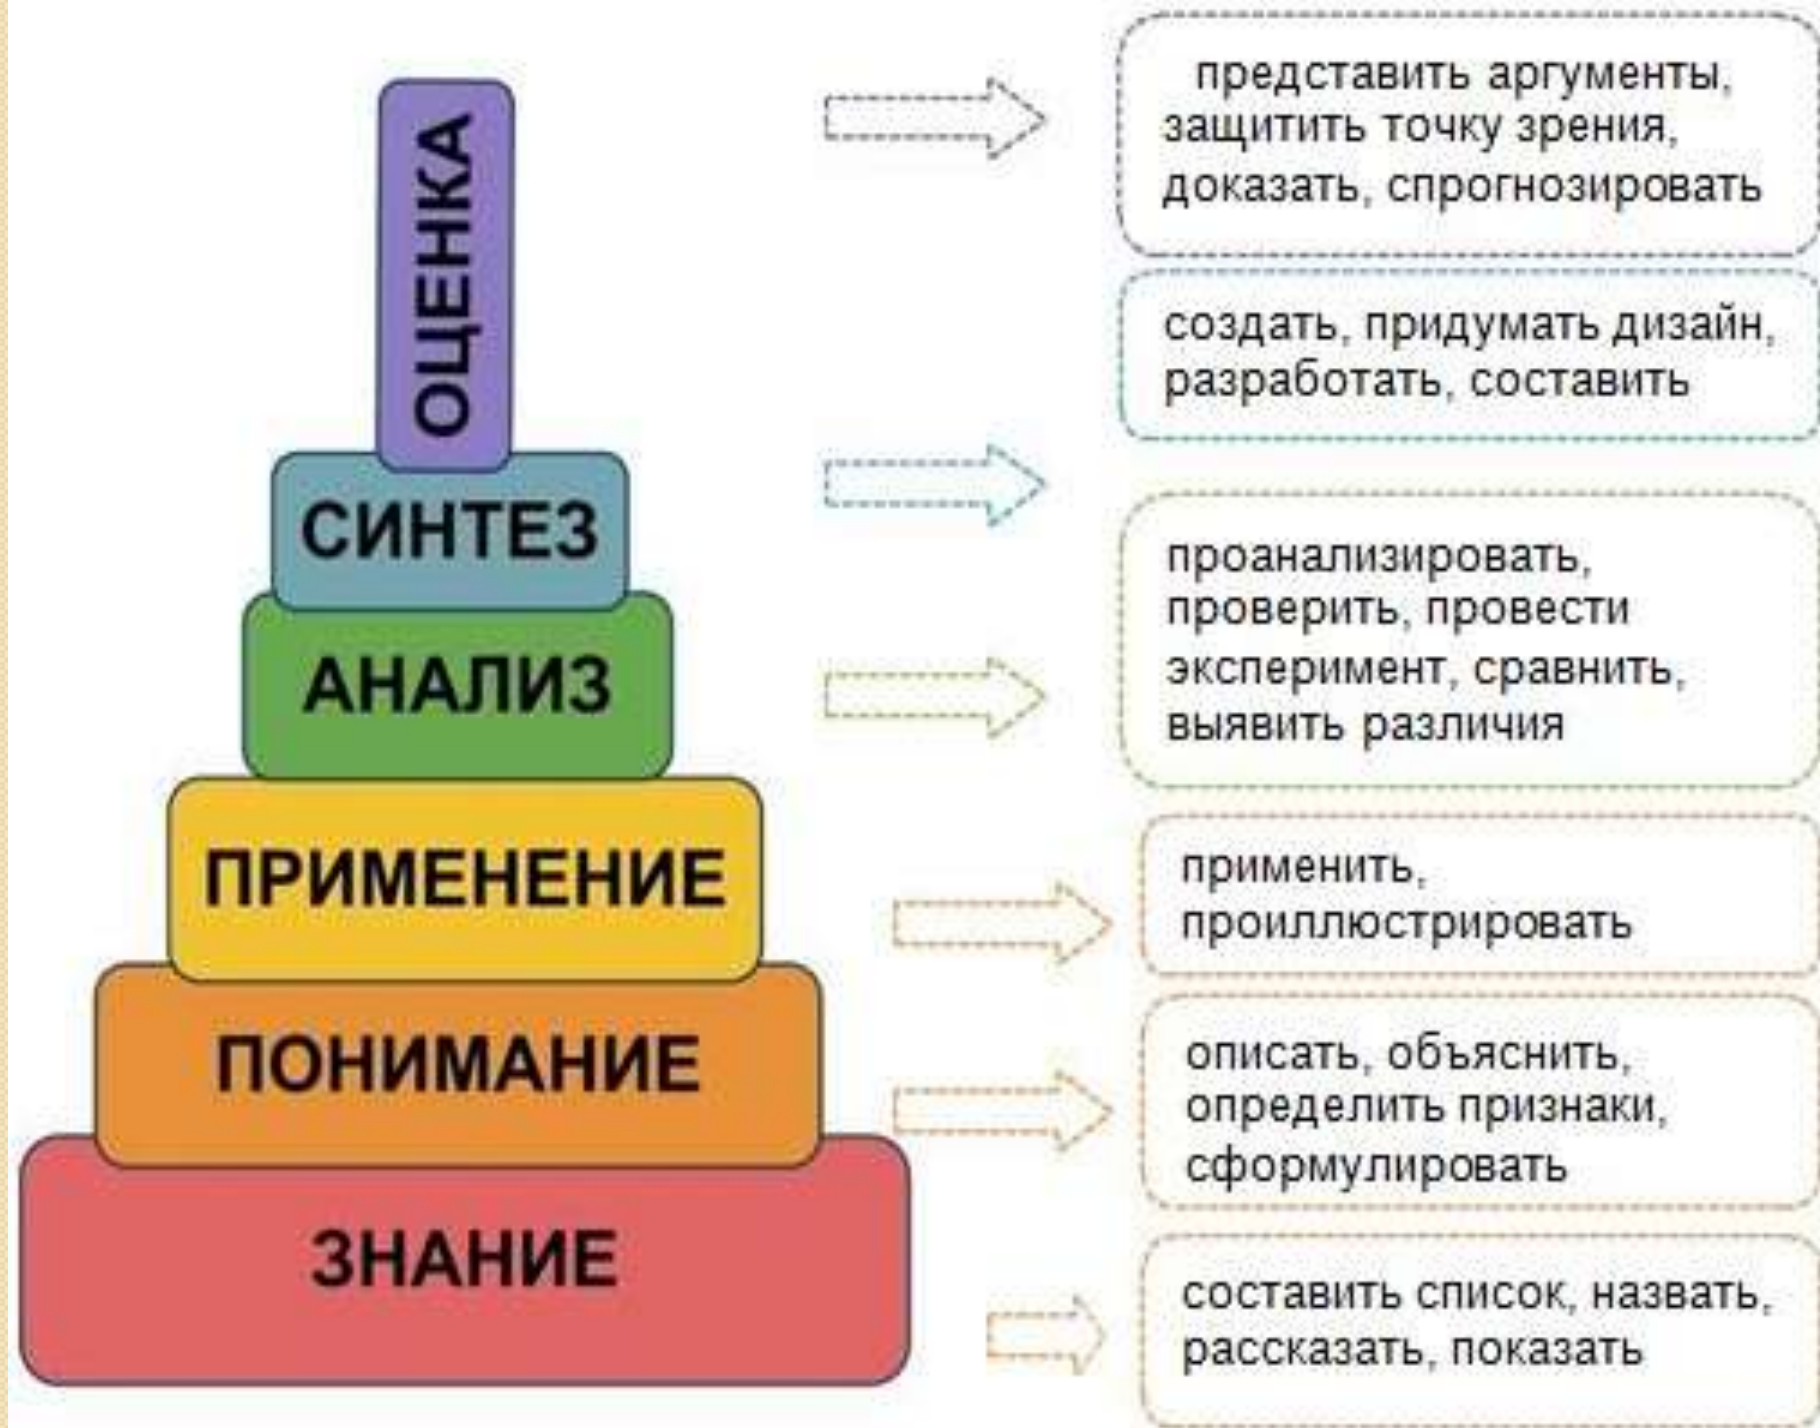 ОЦЕНКА
представить аргументы,
защитить точку зрения,
доказать, спрогнозировать
СИНТЕЗ
создать, придумать дизайн,
разработать, составить
АНАЛИЗ
проанализировать,
проверить, провести
эксперимент, сравнить,
выявить различия
ПРИМЕНЕНИЕ
применить,
проиллюстрировать
ПОНИМАНИЕ
описать, объяснить,
определить признаки,
сформулировать
ЗНАНИЕ
составить список, назвать,
рассказать, показать